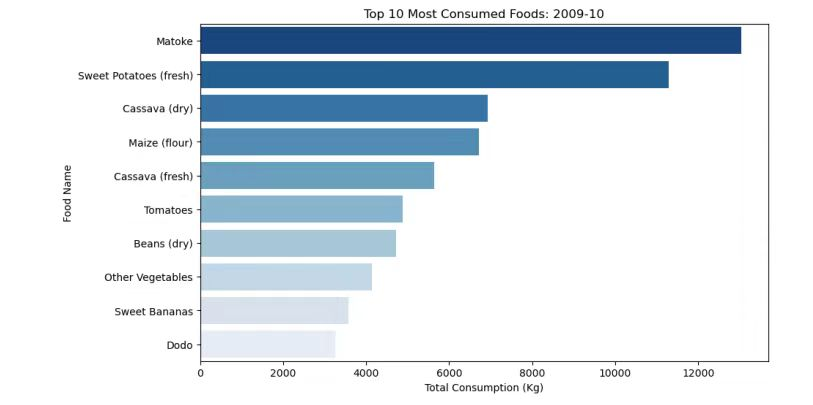 Top 10 Most Consumed Foods: 2009-10
Matoke
Sweet Potatoes (fresh)
Cassava (dry)
Maize (flour)
Cassava (fresh)
Tomatoes
Beans (dry)
Other Vegetables
Sweet Bananas
Dodo
Food Name
0 2000 4000 6000 8000 10000 12000
Total Consumption (Kg)